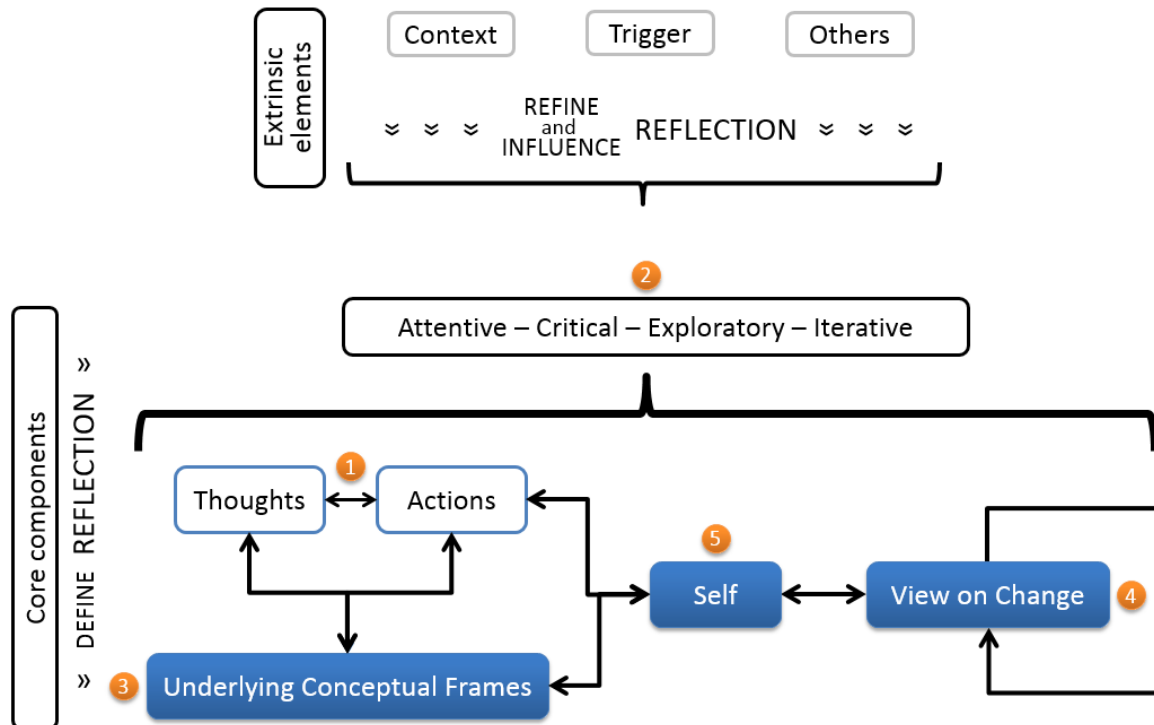 Extrinsic
elements
Context
Trigger
Others
» » » REFINE
and
INFLUENCE REFLECTION » » »
2
Attentive – Critical – Exploratory – Iterative
Core components
» DEFINE REFLECTION »
1
Thoughts
Actions
5
Self
View on Change
4
3
Underlying Conceptual Frames